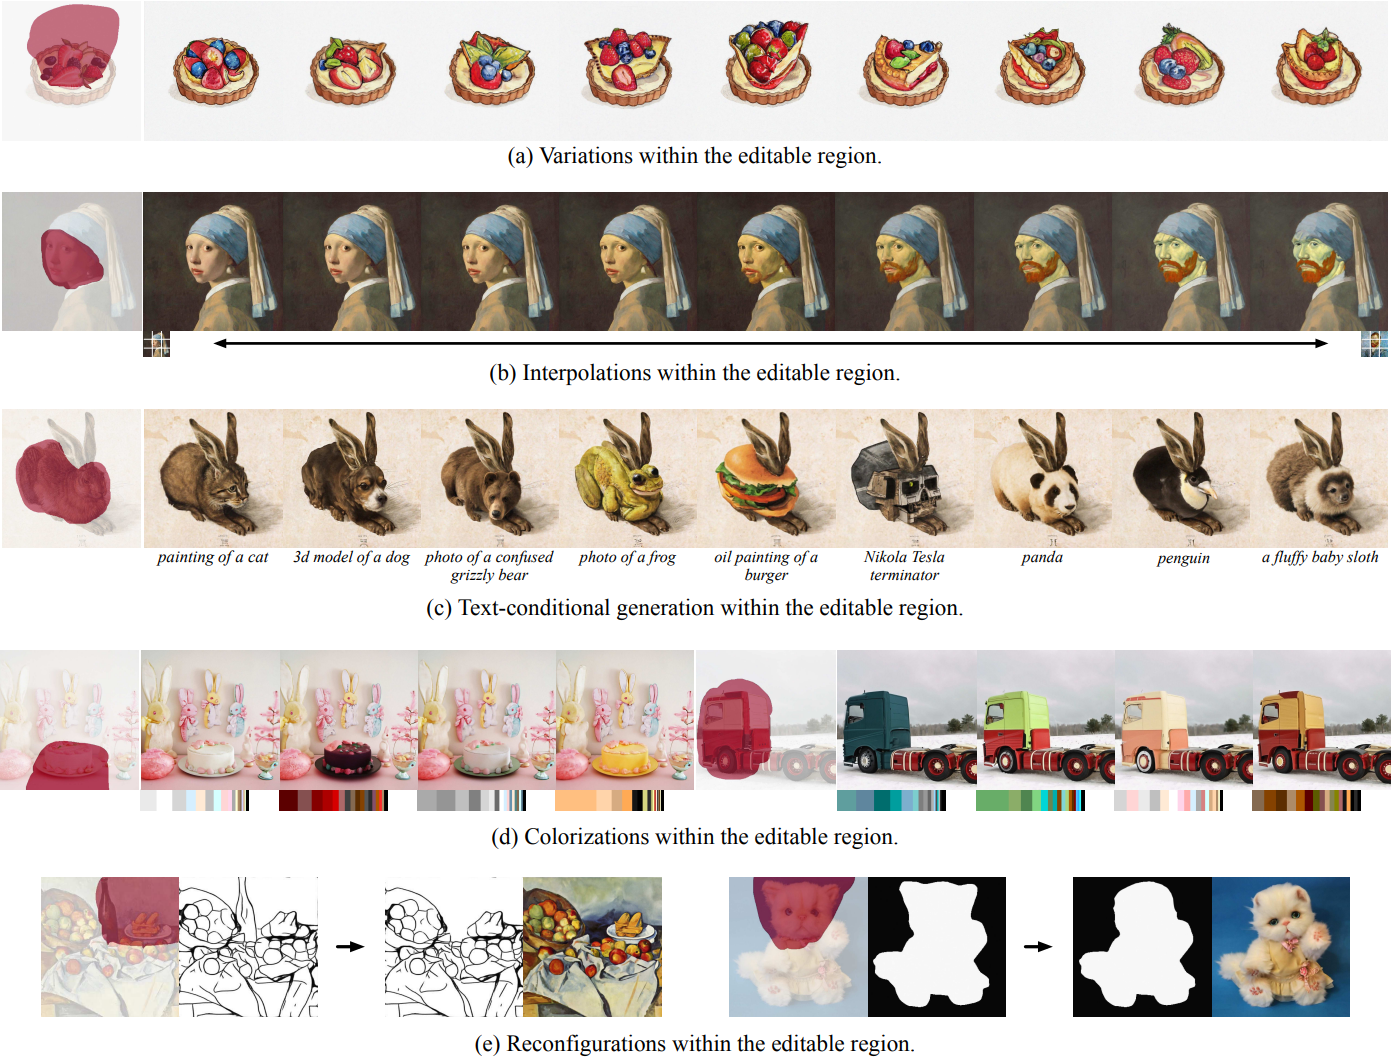 (a) Variations within the editable region.
(b) Interpolations within the editable region.
painting of a cat
3d model of a dog
photo of a confused
grizzly bear
photo of a frog
oil painting of a
burger
Nikola Tesla
terminator
panda
penguin
a fluffy baby sloth
(c) Text-conditional generation within the editable region.
(d) Colorizations within the editable region.
(e) Reconfigurations within the editable region.